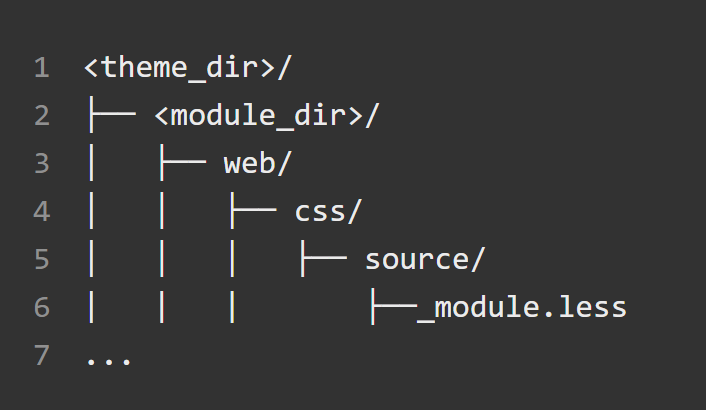 1 <theme_dir>/
2 ├── <module_dir>/
3 │   ├── web/
4 │   │   ├── css/
5 │   │   │   ├── source/
6 │   │   │       ├──_module.less
7 ...